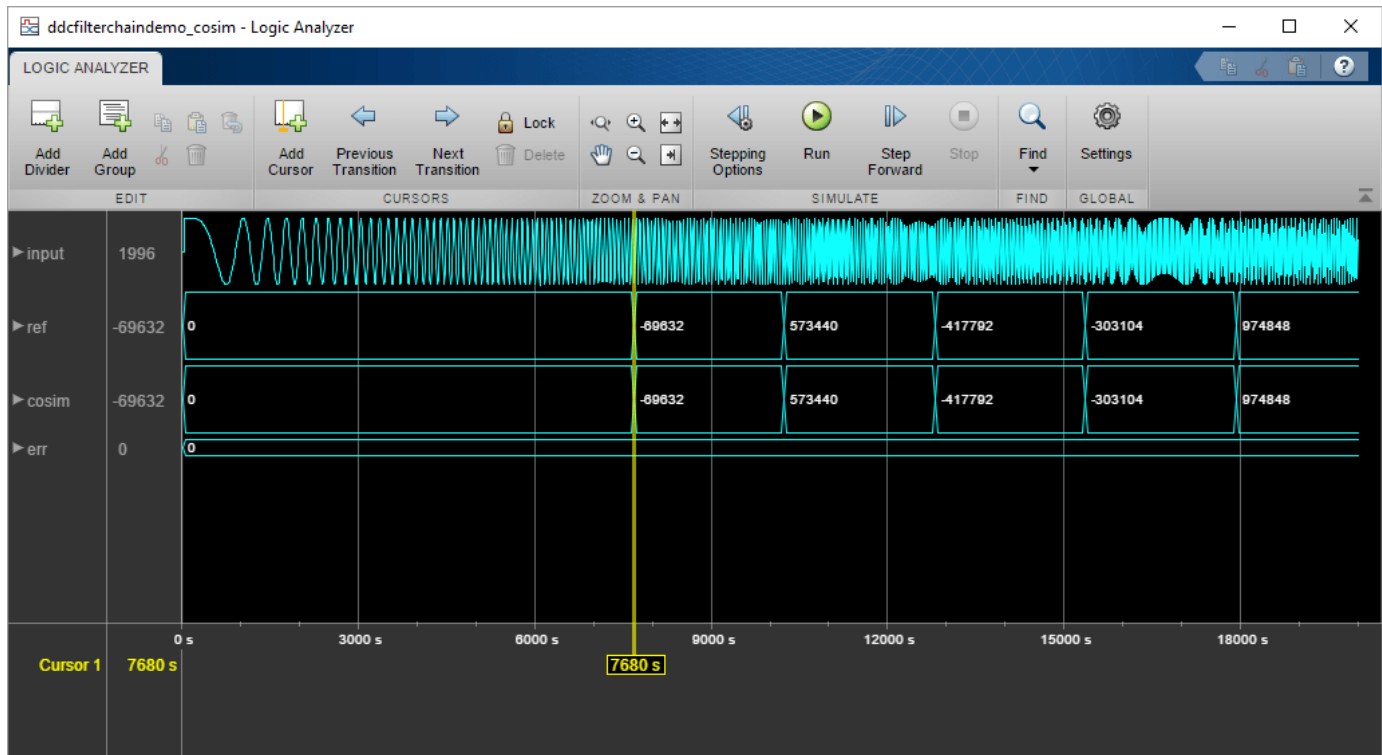 ddcfilterchaindemo_cosim - Logic Analyzer
LOGIC ANALYZER
?
Add Divider
Add Group
Add Cursor
Previous Transition
Next Transition
Lock
Delete
Stepping Options
Run
Step Forward
Stop
Find
Settings
EDIT
CURSORS
ZOOM & PAN
SIMULATE
FIND
GLOBAL
input 1996
ref -69632 0 -69632 573440 -417792 -303104 974848
cosim -69632 0 -69632 573440 -417792 -303104 974848
err 0 0
0 s 3000 s 6000 s 9000 s 12000 s 15000 s 18000 s
Cursor 1 7680 s 7680 s